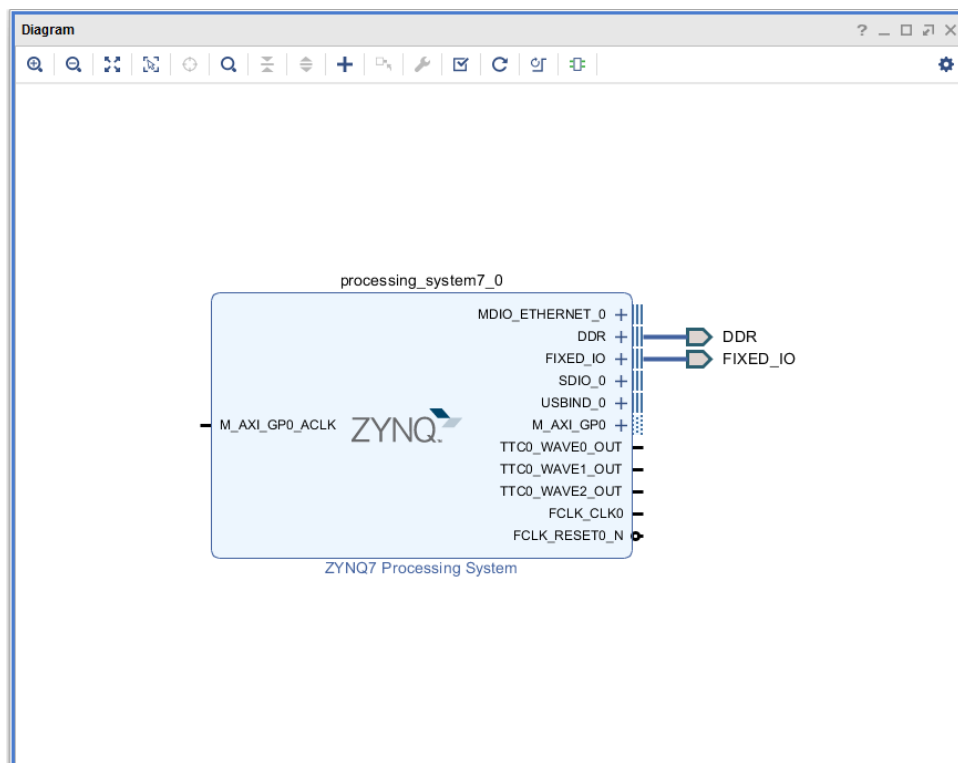 Diagram
processing_system7_0
MDIO_ETHERNET_0
DDR
DDR
FIXED_IO
FIXED_IO
SDIO_0
USBIND_0
M_AXI_GP0_ACLK
ZYNQ
M_AXI_GP0
TTC0_WAVE0_OUT
TTC0_WAVE1_OUT
TTC0_WAVE2_OUT
FCLK_CLK0
FCLK_RESET0_N
ZYNQ7 Processing System